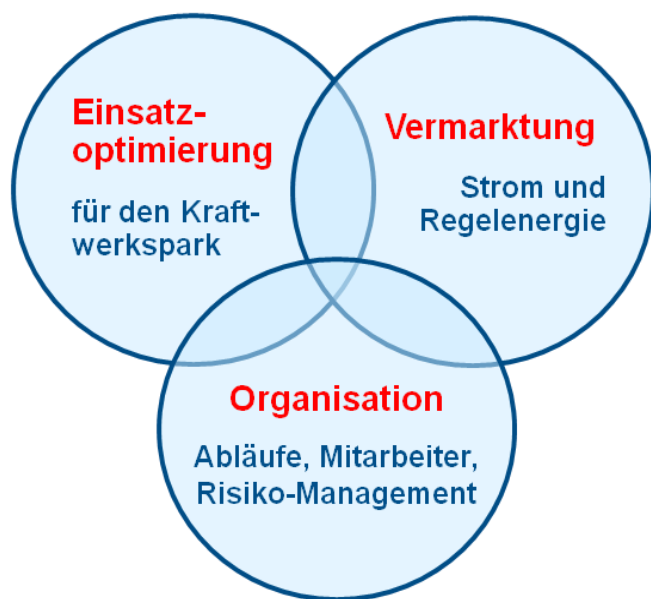 Einsatz-
optimierung
für den Kraft-
werkspark
Vermarktung
Strom und
Regelenergie
Organisation
Abläufe, Mitarbeiter,
Risiko-Management